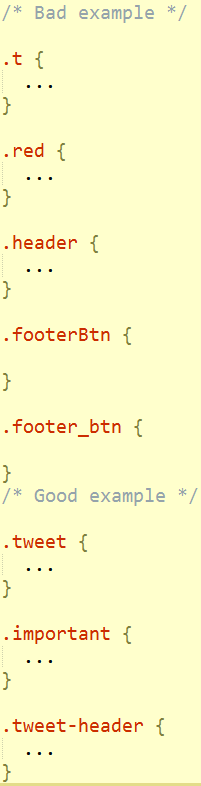 /* Bad example */
.t {
...
}
.red {
...
}
.header {
...
}
.footerBtn {
}
.footer_btn {
}
/* Good example */
.tweet {
...
}
.important {
...
}
.tweet-header {
...
}